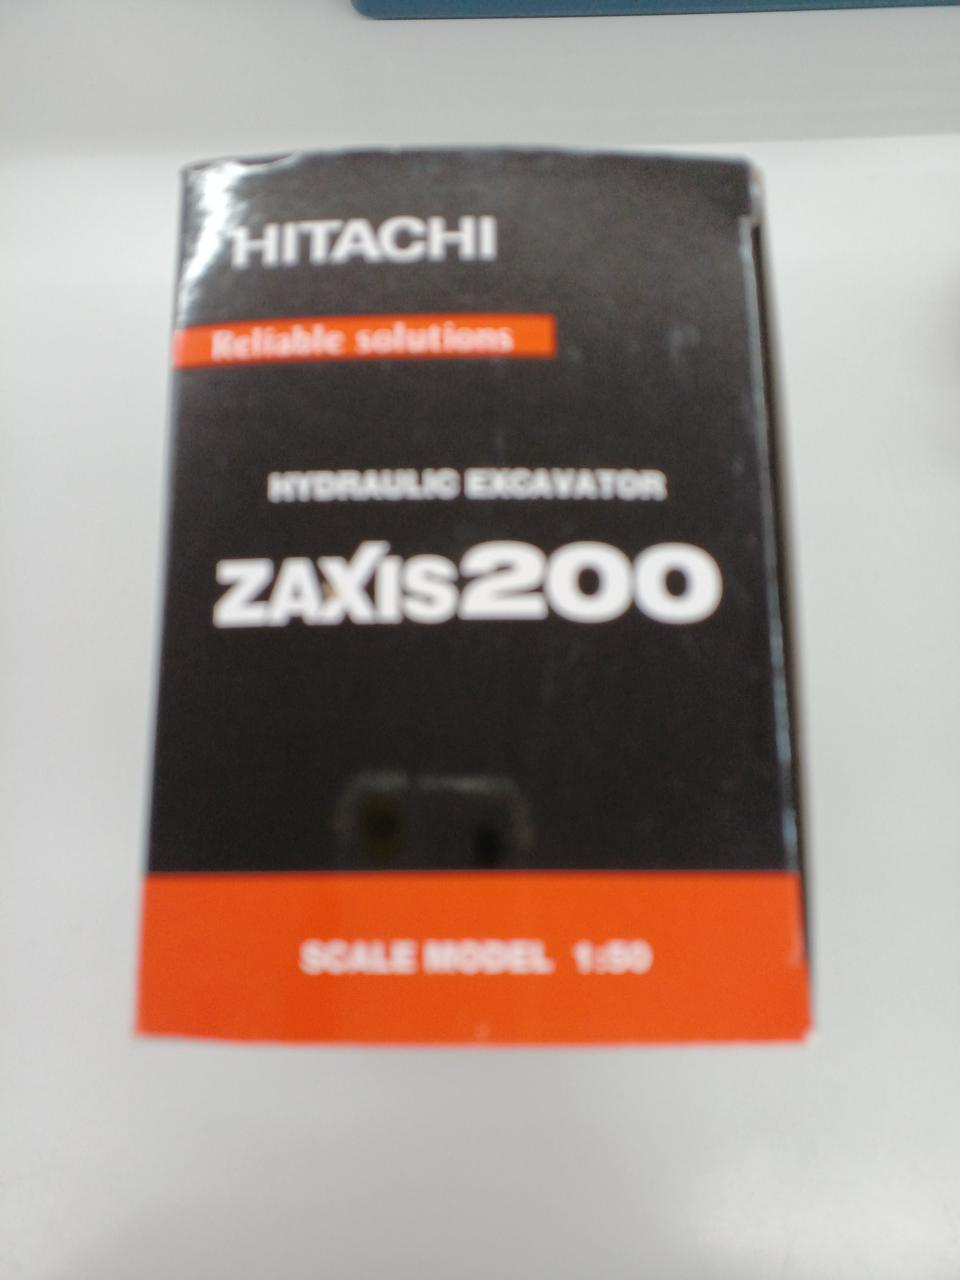 HITACHI
Reliable solutions
HYDRAULIC EXCAVATOR
ZAXIS200
SCALE MODEL 1:50